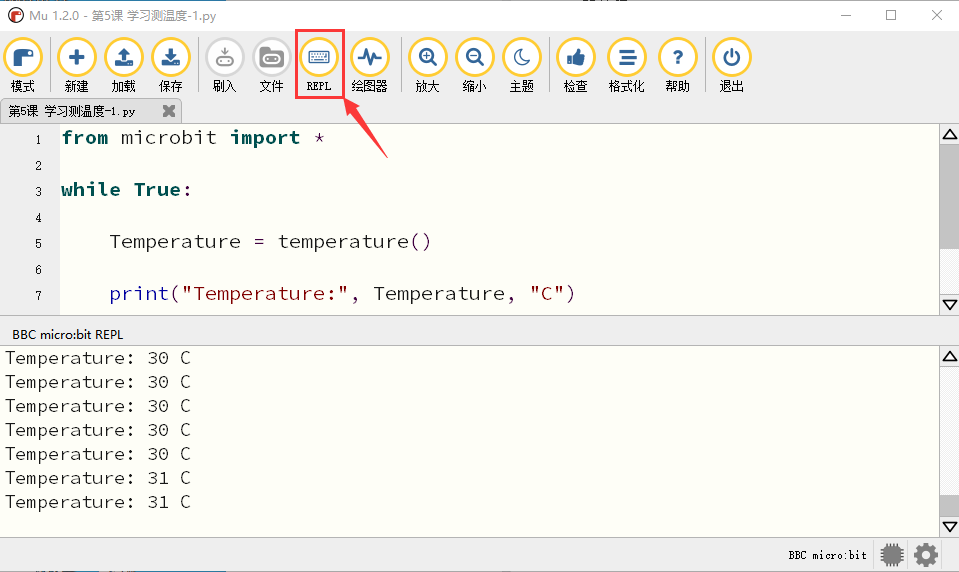 Mu 1.2.0 - 第5课 学习测温度-1.py
模式 新建 加载 保存 刷入 文件 REPL 绘图器 放大 缩小 主题 检查 格式化 帮助 退出
第5课 学习测温度-1.py
1 from microbit import *
2
3 while True:
4
5 Temperature = temperature()
6
7 print("Temperature:", Temperature, "C")
BBC micro:bit REPL
Temperature: 30 C
Temperature: 30 C
Temperature: 30 C
Temperature: 30 C
Temperature: 30 C
Temperature: 31 C
Temperature: 31 C
BBC micro:bit